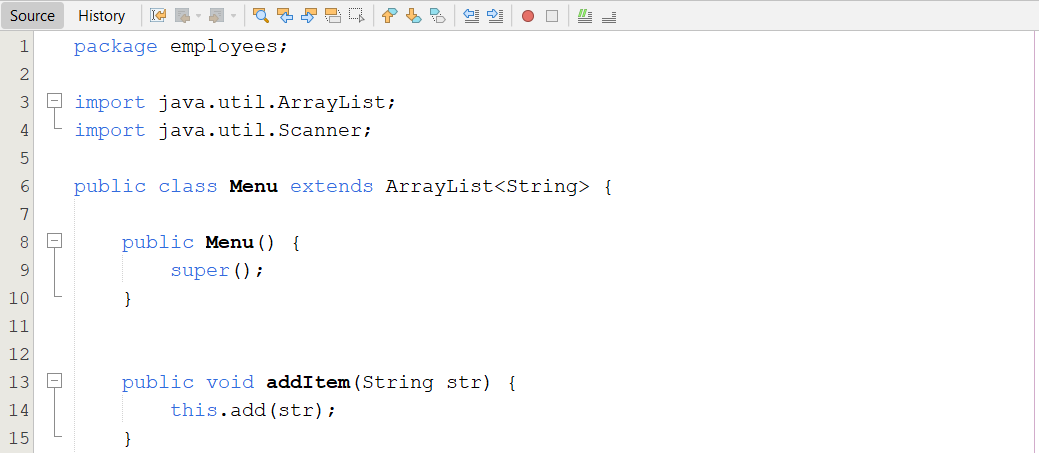 Source History
1 package employees;
2
3 import java.util.ArrayList;
4 import java.util.Scanner;
5
6 public class Menu extends ArrayList<String> {
7
8     public Menu() {
9         super();
10     }
11
12
13     public void addItem(String str) {
14         this.add(str);
15     }